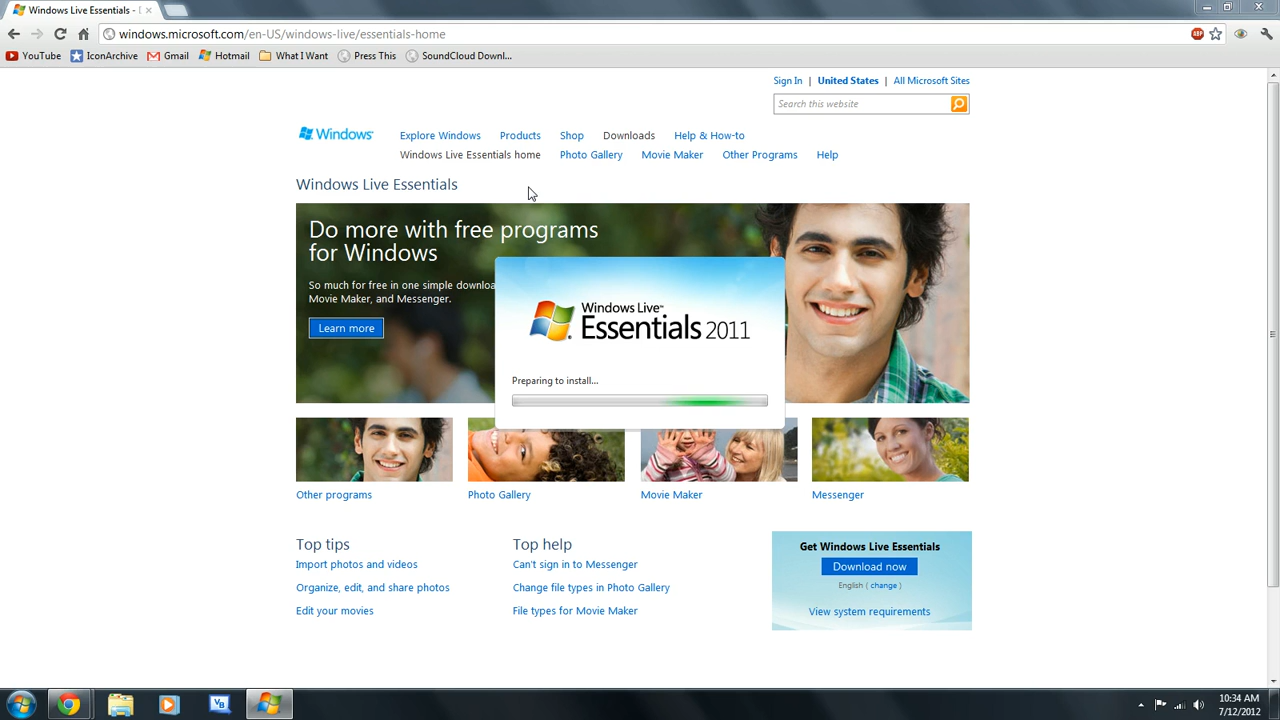 Windows Live Essentials -
windows.microsoft.com/en-US/windows-live/essentials-home
ABP
YouTube IconArchive Gmail Hotmail What I Want Press This SoundCloud Downl...
Sign In | United States | All Microsoft Sites
Search this website
Windows
Explore Windows Products Shop Downloads Help & How-to
Windows Live Essentials home Photo Gallery Movie Maker Other Programs Help
Windows Live Essentials
Do more with free programs
for Windows
So much for free in one simple downloa
Movie Maker, and Messenger.
Learn more
Windows Live™
Essentials 2011
Preparing to install...
Other programs Photo Gallery Movie Maker Messenger
Top tips
Import photos and videos
Organize, edit, and share photos
Edit your movies
Top help
Can't sign in to Messenger
Change file types in Photo Gallery
File types for Movie Maker
Get Windows Live Essentials
Download now
English ( change )
View system requirements
VB
10:34 AM
7/12/2012